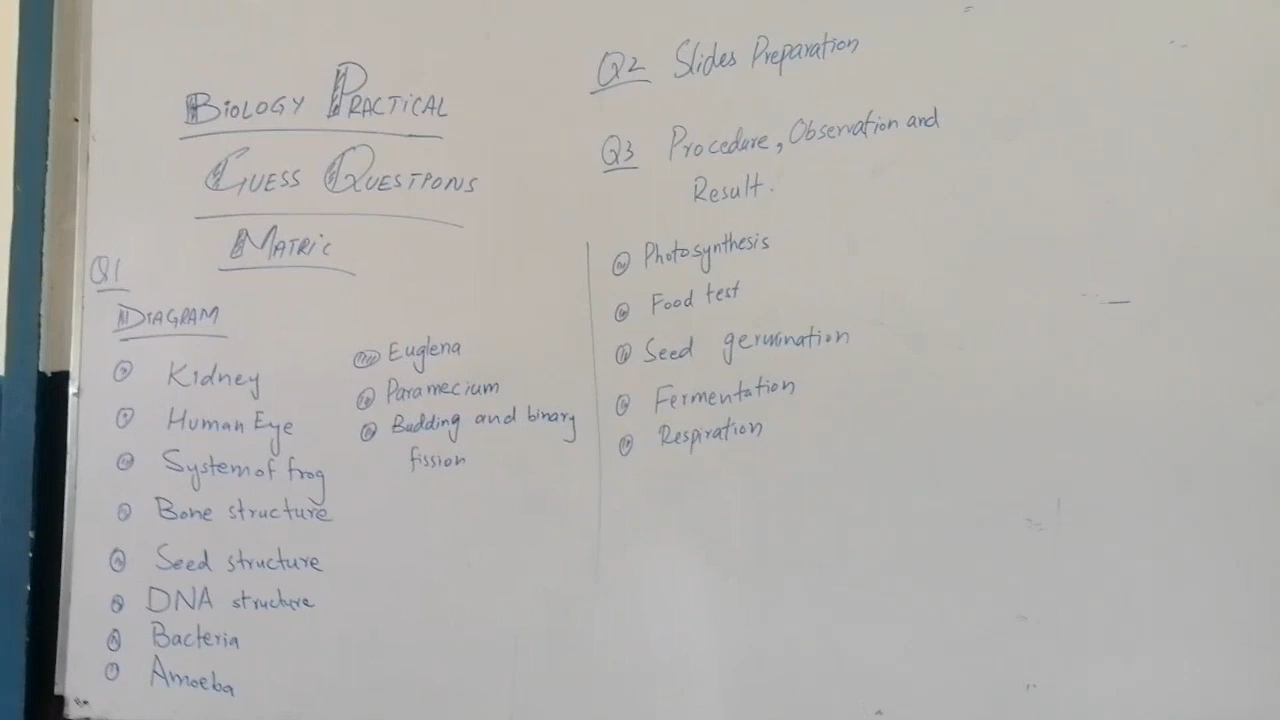 BIOLOGY PRACTICAL
GUESS QUESTIONS
MATRIC
Q1
DIAGRAM
Kidney
Human Eye
System of frog
Bone structure
Seed structure
DNA structure
Bacteria
Amoeba
Euglena
Paramecium
Budding and binary
fission
Q2 Slides Preparation
Q3 Procedure, Observation and
Result.
Photosynthesis
Food test
Seed germination
Fermentation
Respiration